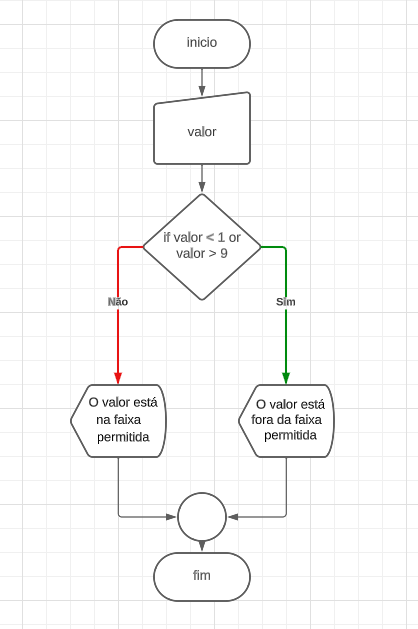 inicio
valor
if valor < 1 or
valor > 9
Não
Sim
O valor está
na faixa
permitida
O valor está
fora da faixa
permitida
fim